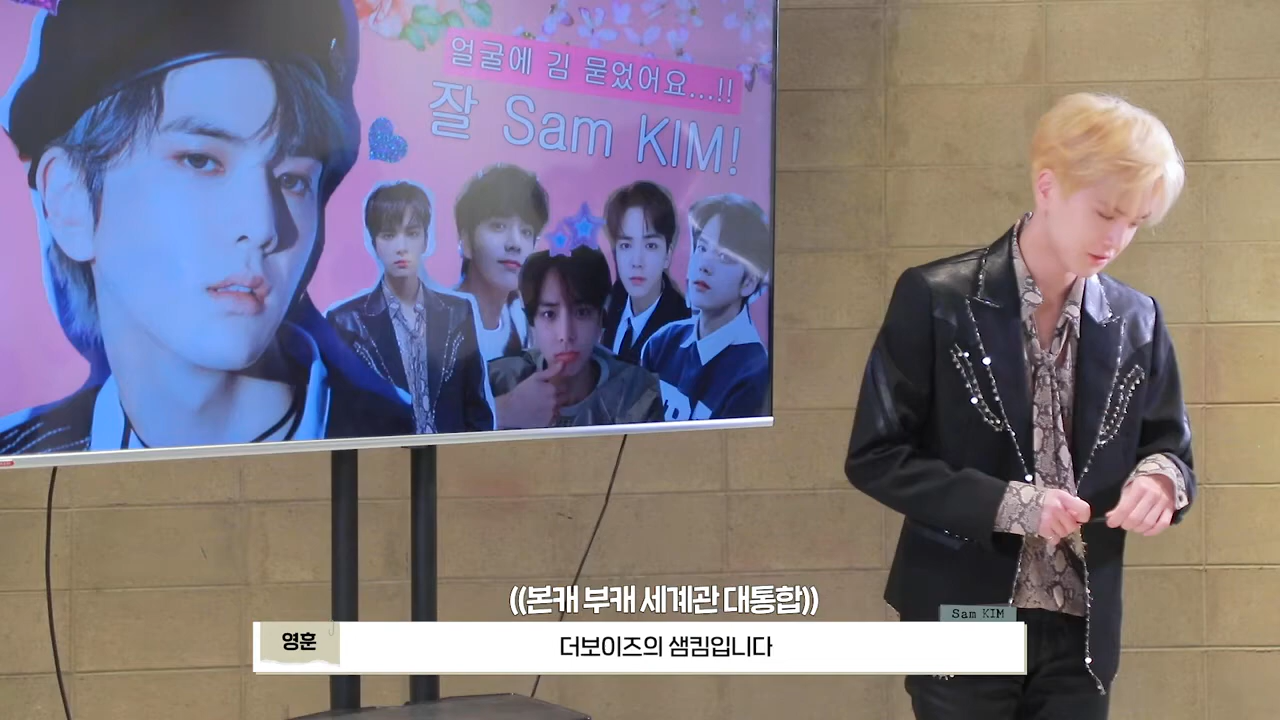 얼굴에 김 묻었어요...!!
잘 Sam KIM!
((본캐 부캐 세계관 대통합))
Sam KIM
영훈
더보이즈의 샘킴입니다